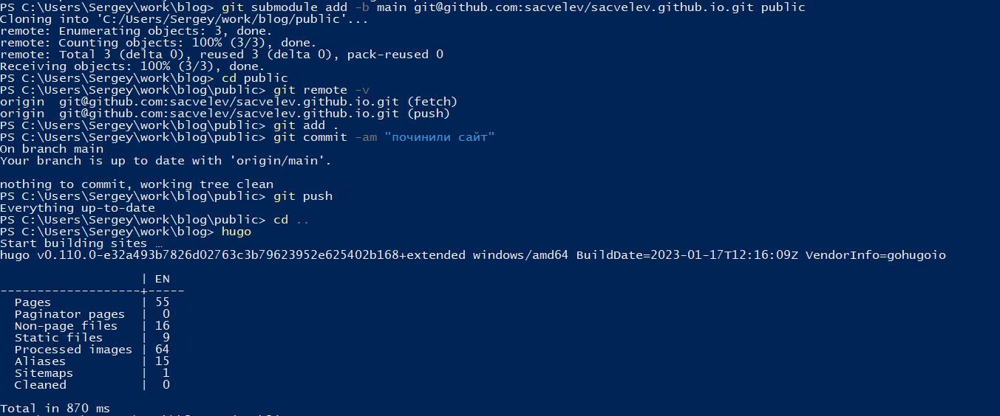 PS C:\Users\Sergey\work\blog> git submodule add -b main git@github.com:sacvelev/sacvelev.github.io.git public
Cloning into 'C:/Users/Sergey/work/blog/public'...
remote: Enumerating objects: 3, done.
remote: Counting objects: 100% (3/3), done.
remote: Total 3 (delta 0), reused 3 (delta 0), pack-reused 0
Receiving objects: 100% (3/3), done.
PS C:\Users\Sergey\work\blog> cd public
PS C:\Users\Sergey\work\blog\public> git remote -v
origin  git@github.com:sacvelev/sacvelev.github.io.git (fetch)
origin  git@github.com:sacvelev/sacvelev.github.io.git (push)
PS C:\Users\Sergey\work\blog\public> git add .
PS C:\Users\Sergey\work\blog\public> git commit -am "починили сайт"
On branch main
Your branch is up to date with 'origin/main'.
nothing to commit, working tree clean
PS C:\Users\Sergey\work\blog\public> git push
Everything up-to-date
PS C:\Users\Sergey\work\blog\public> cd ..
PS C:\Users\Sergey\work\blog> hugo
Start building sites …
hugo v0.110.0-e32a493b7826d02763c3b79623952e625402b168+extended windows/amd64 BuildDate=2023-01-17T12:16:09Z VendorInfo=gohugoio
                   | EN
-------------------+-----
  Pages            | 55
  Paginator pages  |  0
  Non-page files   | 16
  Static files     |  9
  Processed images | 64
  Aliases          | 15
  Sitemaps         |  1
  Cleaned          |  0
Total in 870 ms